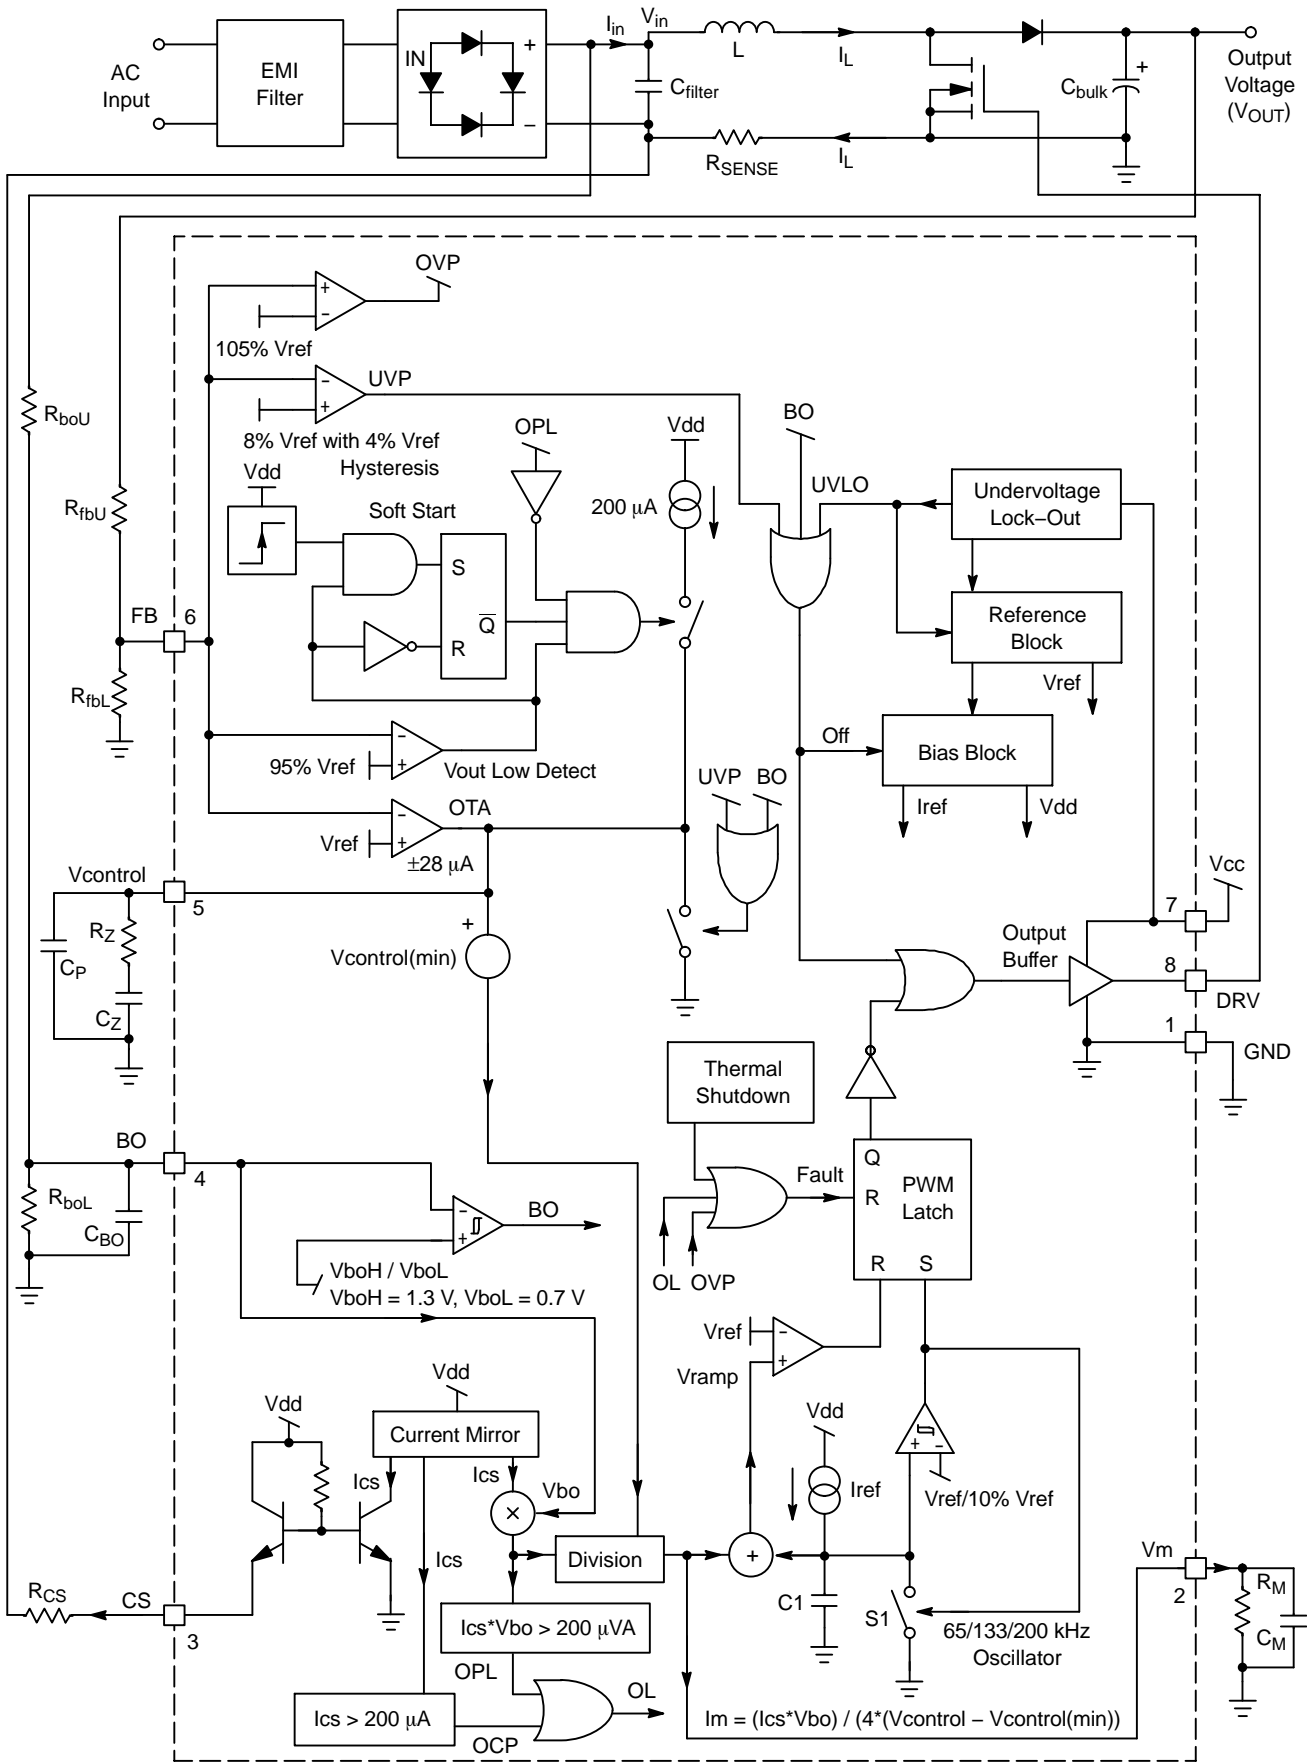 AC
Input
EMI
Filter
IN
+
−
Iin
Vin
L
IL
Cfilter
RSENSE
IL
Cbulk
+
Output
Voltage
(VOUT)
OVP
+
−
105% Vref
UVP
−
+
8% Vref with 4% Vref
Hysteresis
RboU
RfbU
RfbL
FB
6
Vdd
Soft Start
OPL
S
R
Q
Vdd
200 µA
BO
UVLO
Undervoltage
Lock−Out
Reference
Block
Vref
Off
Bias Block
Iref
Vdd
−
+
95% Vref
Vout Low Detect
−
+
Vref
OTA
±28 µA
UVP
BO
Vcontrol
5
RZ
CP
CZ
+
Vcontrol(min)
Output
Buffer
Vcc
7
8
DRV
1
GND
Thermal
Shutdown
Q
R
PWM
Latch
R
S
Fault
OL
OVP
BO
4
RboL
CBO
−
+
BO
VboH / VboL
VboH = 1.3 V, VboL = 0.7 V
Vref
−
+
Vramp
Vdd
Vdd
Current Mirror
Ics
Ics
Vbo
×
Ics
Division
+
Vdd
Iref
+
−
Vref/10% Vref
C1
S1
65/133/200 kHz
Oscillator
Vm
2
RM
CM
RCS
CS
3
Ics*Vbo > 200 µVA
OPL
OL
Ics > 200 µA
OCP
Im = (Ics*Vbo) / (4*(Vcontrol − Vcontrol(min))